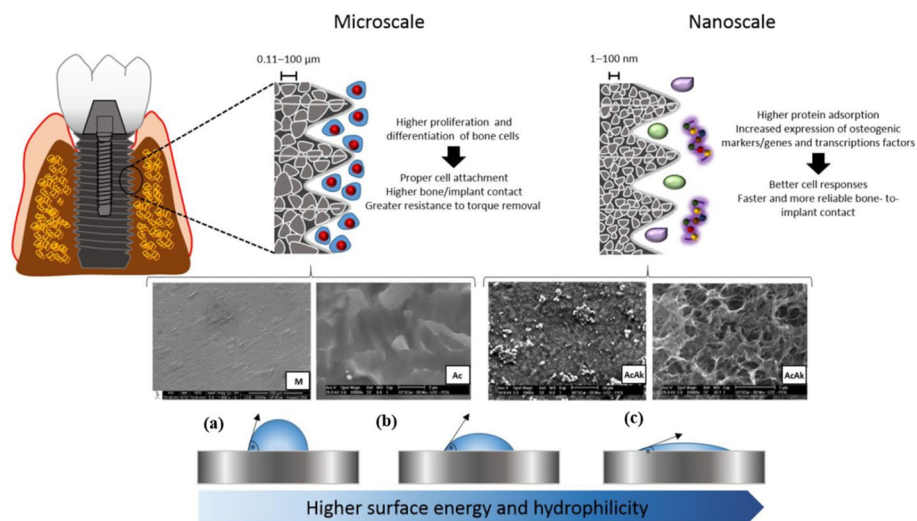 Microscale
Nanoscale
0.11–100 µm
1–100 nm
Higher proliferation and
differentiation of bone cells
Proper cell attachment
Higher bone/implant contact
Greater resistance to torque removal
Higher protein adsorption
Increased expression of osteogenic
markers/genes and transcriptions factors
Better cell responses
Faster and more reliable bone- to-
implant contact
M
Ac
AcAk
AcAk
(a)
(b)
(c)
θ
θ
θ
Higher surface energy and hydrophilicity